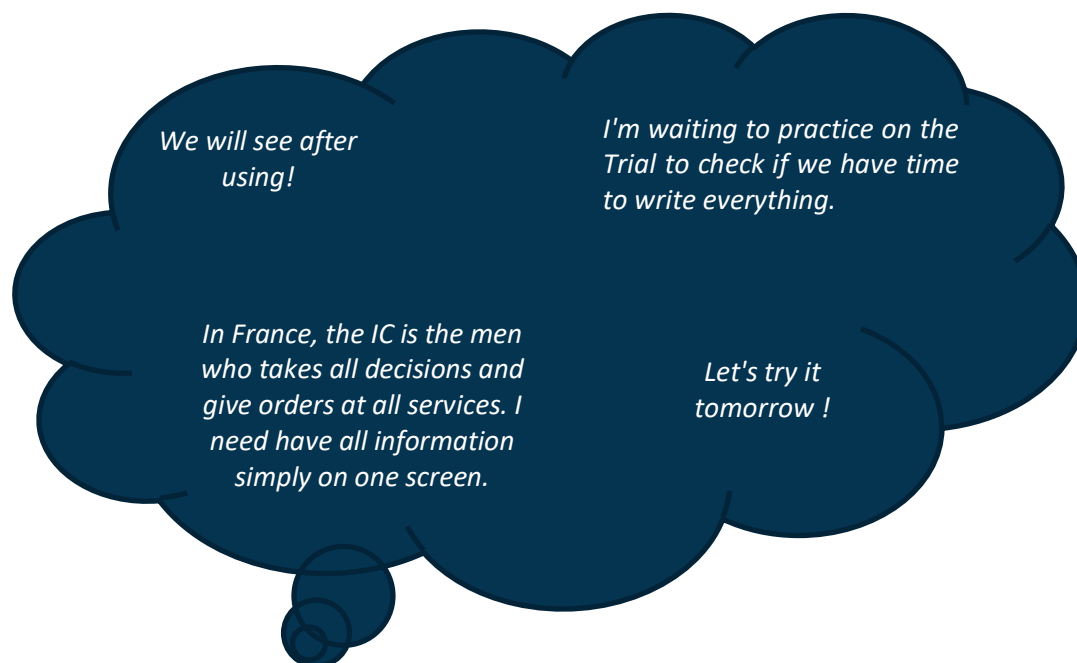 We will see after
using!
I'm waiting to practice on the
Trial to check if we have time
to write everything.
In France, the IC is the men
who takes all decisions and
give orders at all services. I
need have all information
simply on one screen.
Let's try it
tomorrow !